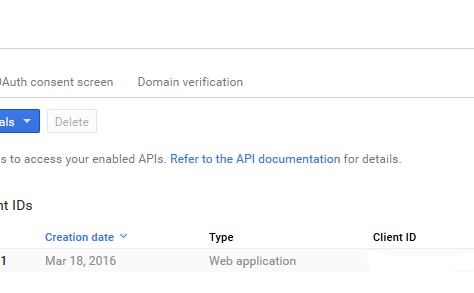 OAuth consent screen Domain verification
als Delete
s to access your enabled APIs. Refer to the API documentation for details.
nt IDs
Creation date Type Client ID
1 Mar 18, 2016 Web application